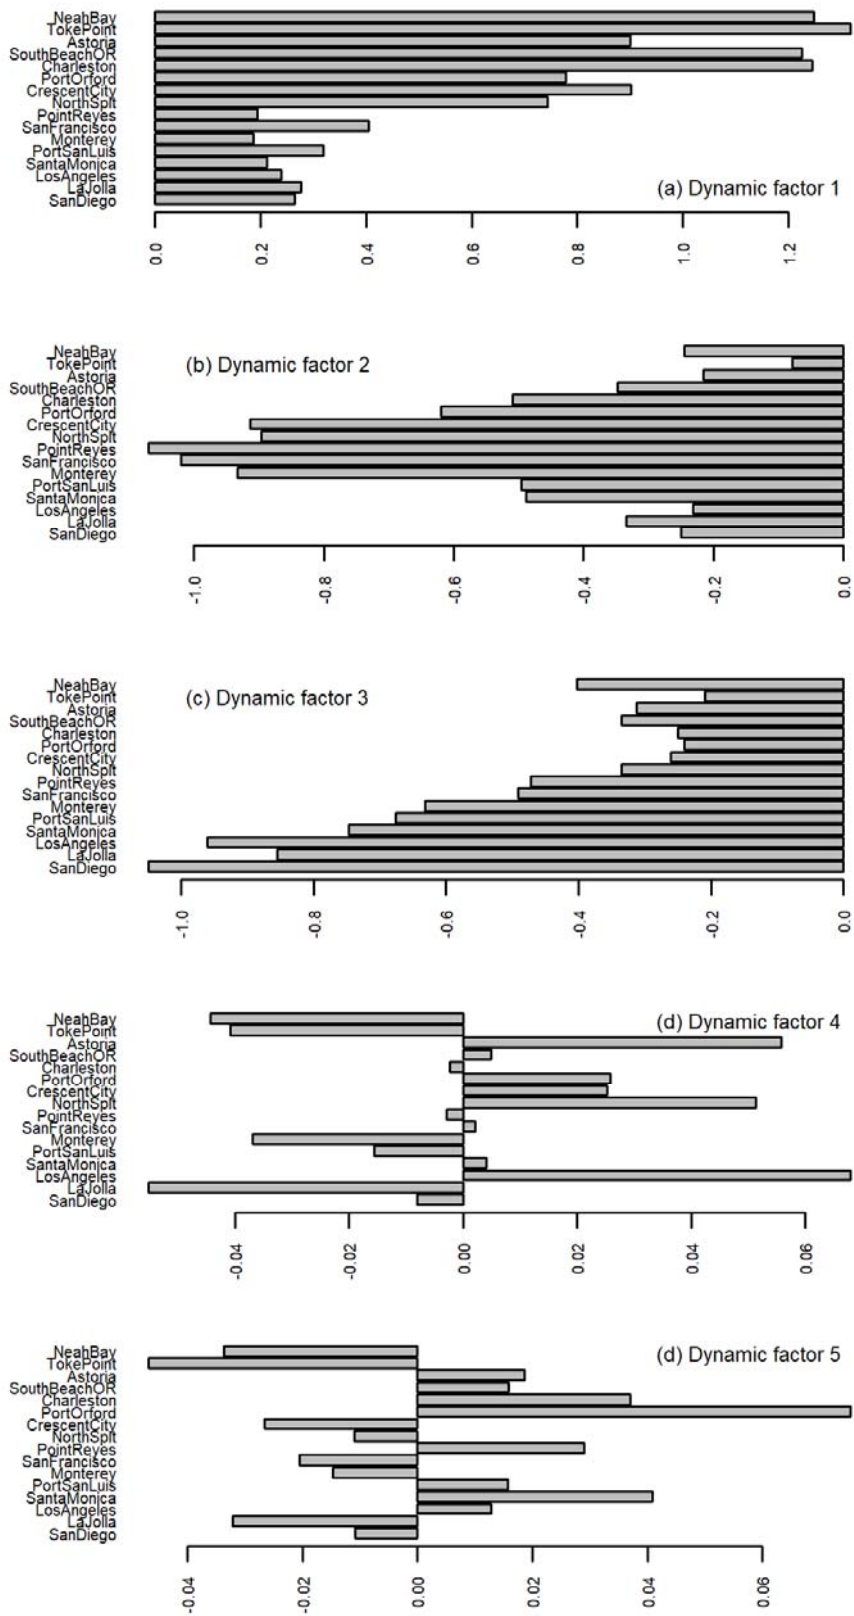 NeahBay
TokePoint
Astoria
SouthBeachOR
Charleston
PortOrford
CrescentCity
NorthSpit
PointReyes
SanFrancisco
Monterey
PortSanLuis
SantaMonica
LosAngeles
LaJolla
SanDiego
(a) Dynamic factor 1
0.0 0.2 0.4 0.6 0.8 1.0 1.2
(b) Dynamic factor 2
NeahBay
TokePoint
Astoria
SouthBeachOR
Charleston
PortOrford
CrescentCity
NorthSpit
PointReyes
SanFrancisco
Monterey
PortSanLuis
SantaMonica
LosAngeles
LaJolla
SanDiego
-1.0 -0.8 -0.6 -0.4 -0.2 0.0
(c) Dynamic factor 3
NeahBay
TokePoint
Astoria
SouthBeachOR
Charleston
PortOrford
CrescentCity
NorthSpit
PointReyes
SanFrancisco
Monterey
PortSanLuis
SantaMonica
LosAngeles
LaJolla
SanDiego
-1.0 -0.8 -0.6 -0.4 -0.2 0.0
(d) Dynamic factor 4
NeahBay
TokePoint
Astoria
SouthBeachOR
Charleston
PortOrford
CrescentCity
NorthSpit
PointReyes
SanFrancisco
Monterey
PortSanLuis
SantaMonica
LosAngeles
LaJolla
SanDiego
-0.04 -0.02 0.00 0.02 0.04 0.06
(d) Dynamic factor 5
NeahBay
TokePoint
Astoria
SouthBeachOR
Charleston
PortOrford
CrescentCity
NorthSpit
PointReyes
SanFrancisco
Monterey
PortSanLuis
SantaMonica
LosAngeles
LaJolla
SanDiego
-0.04 -0.02 0.00 0.02 0.04 0.06